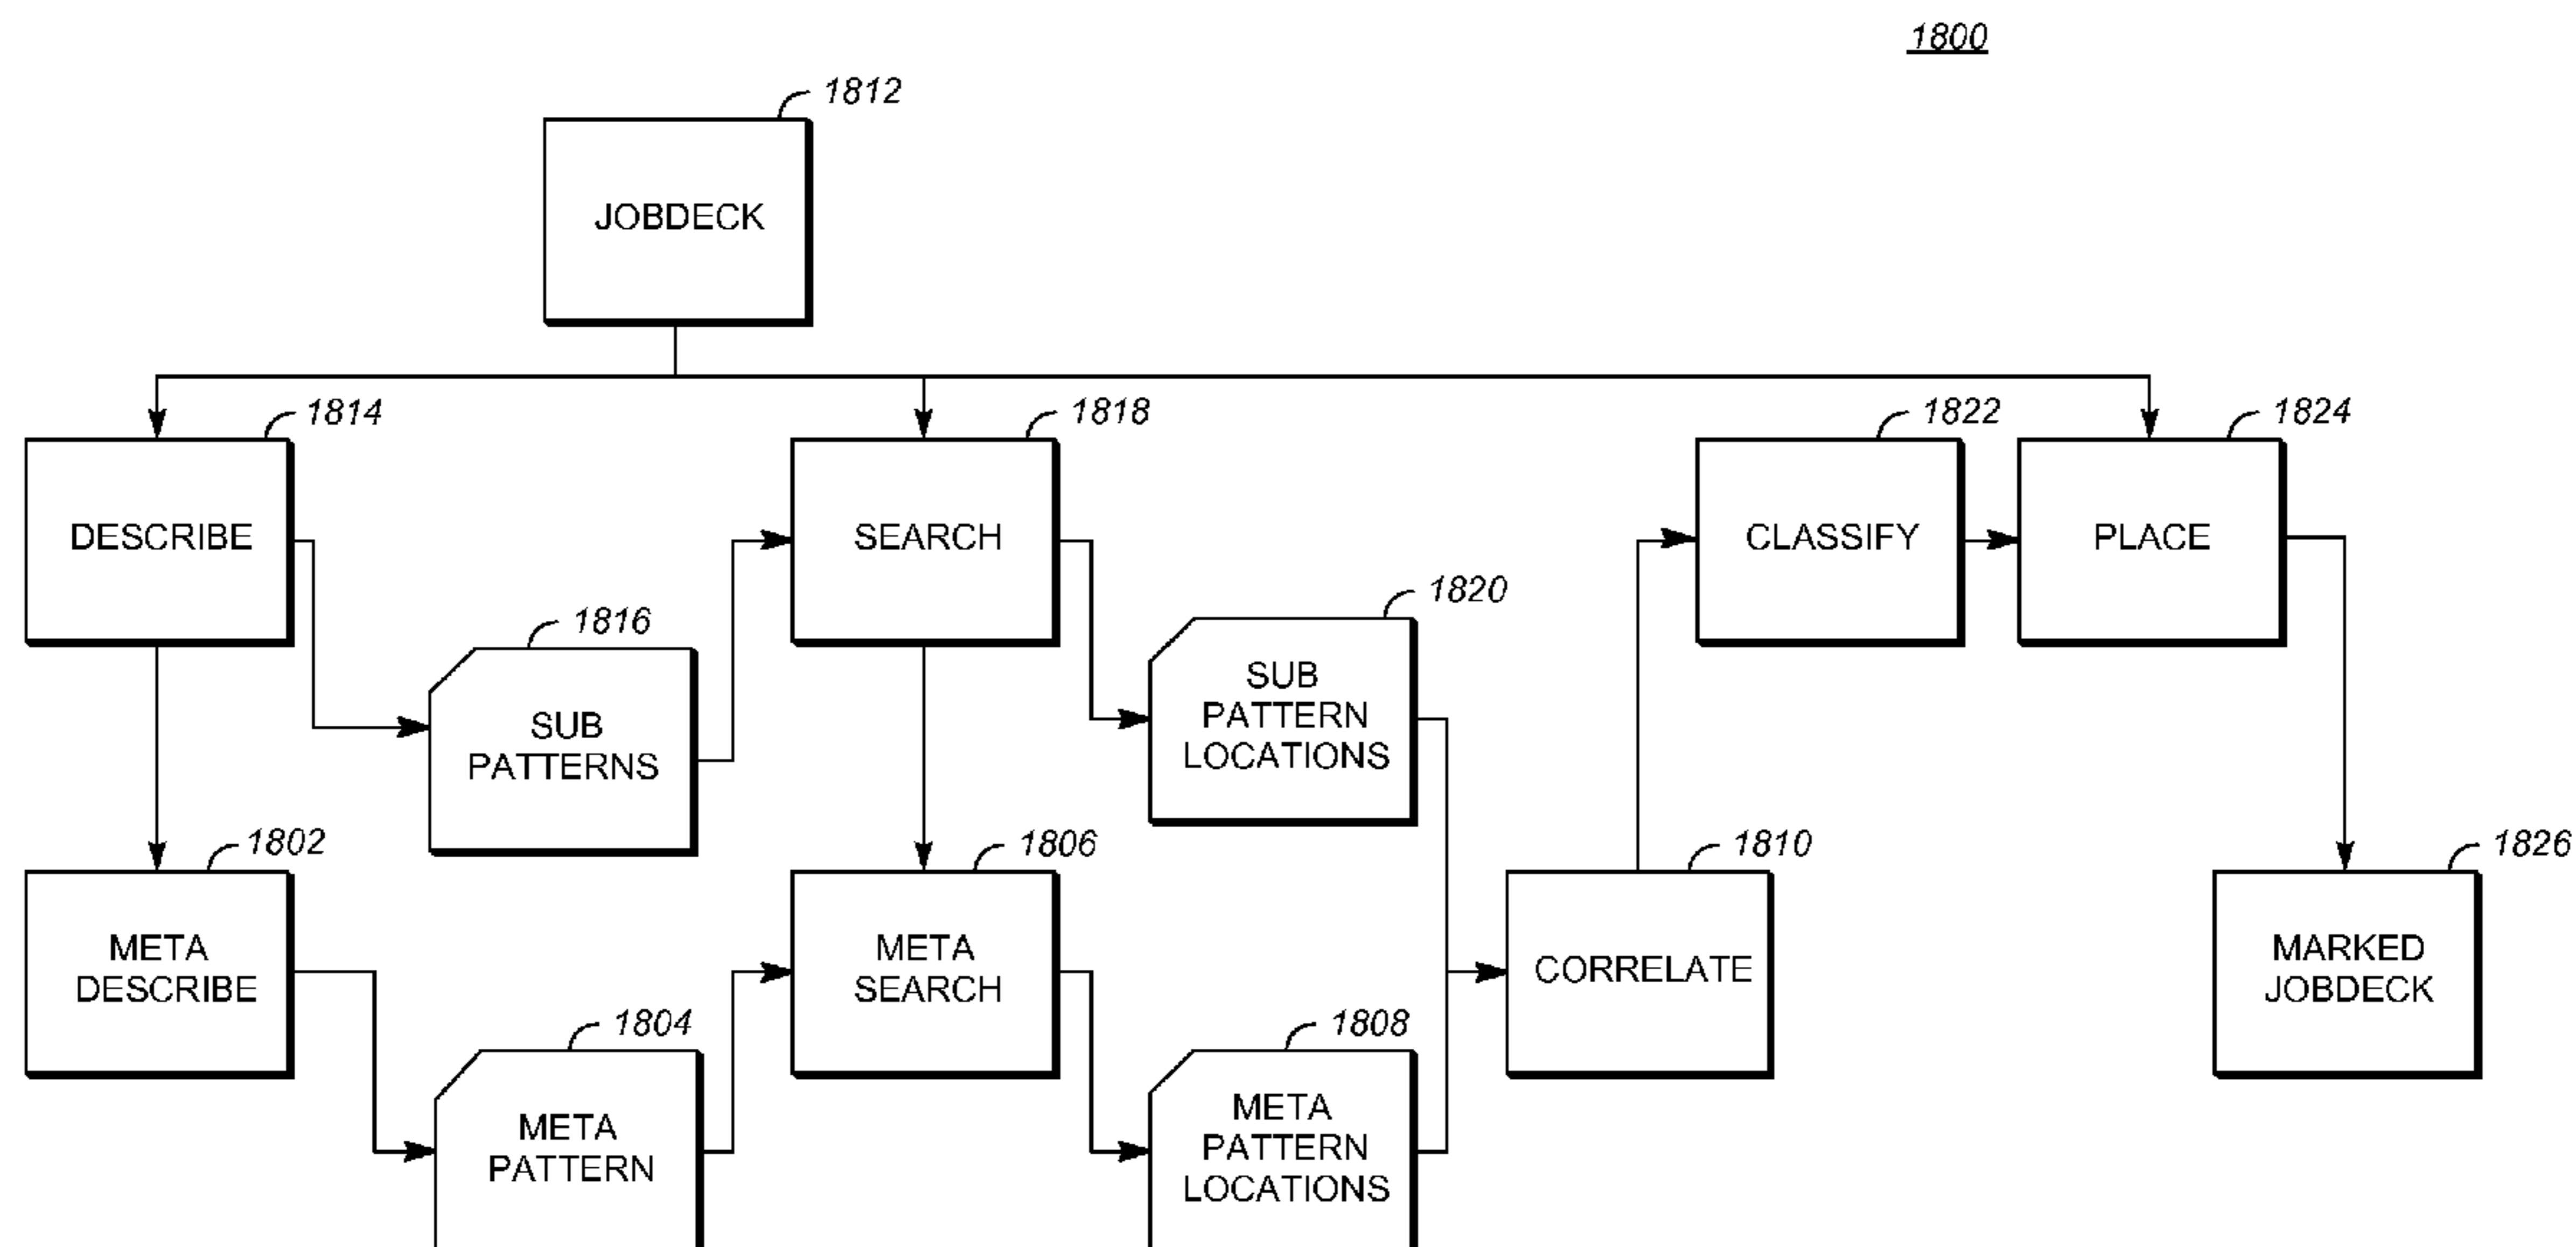 1800
1812
JOBDECK
1814
1818
1822
1824
DESCRIBE
SEARCH
CLASSIFY
PLACE
1816
1820
SUB
PATTERNS
SUB
PATTERN
LOCATIONS
1802
1806
1810
1826
META
DESCRIBE
META
SEARCH
CORRELATE
MARKED
JOBDECK
1804
1808
META
PATTERN
META
PATTERN
LOCATIONS